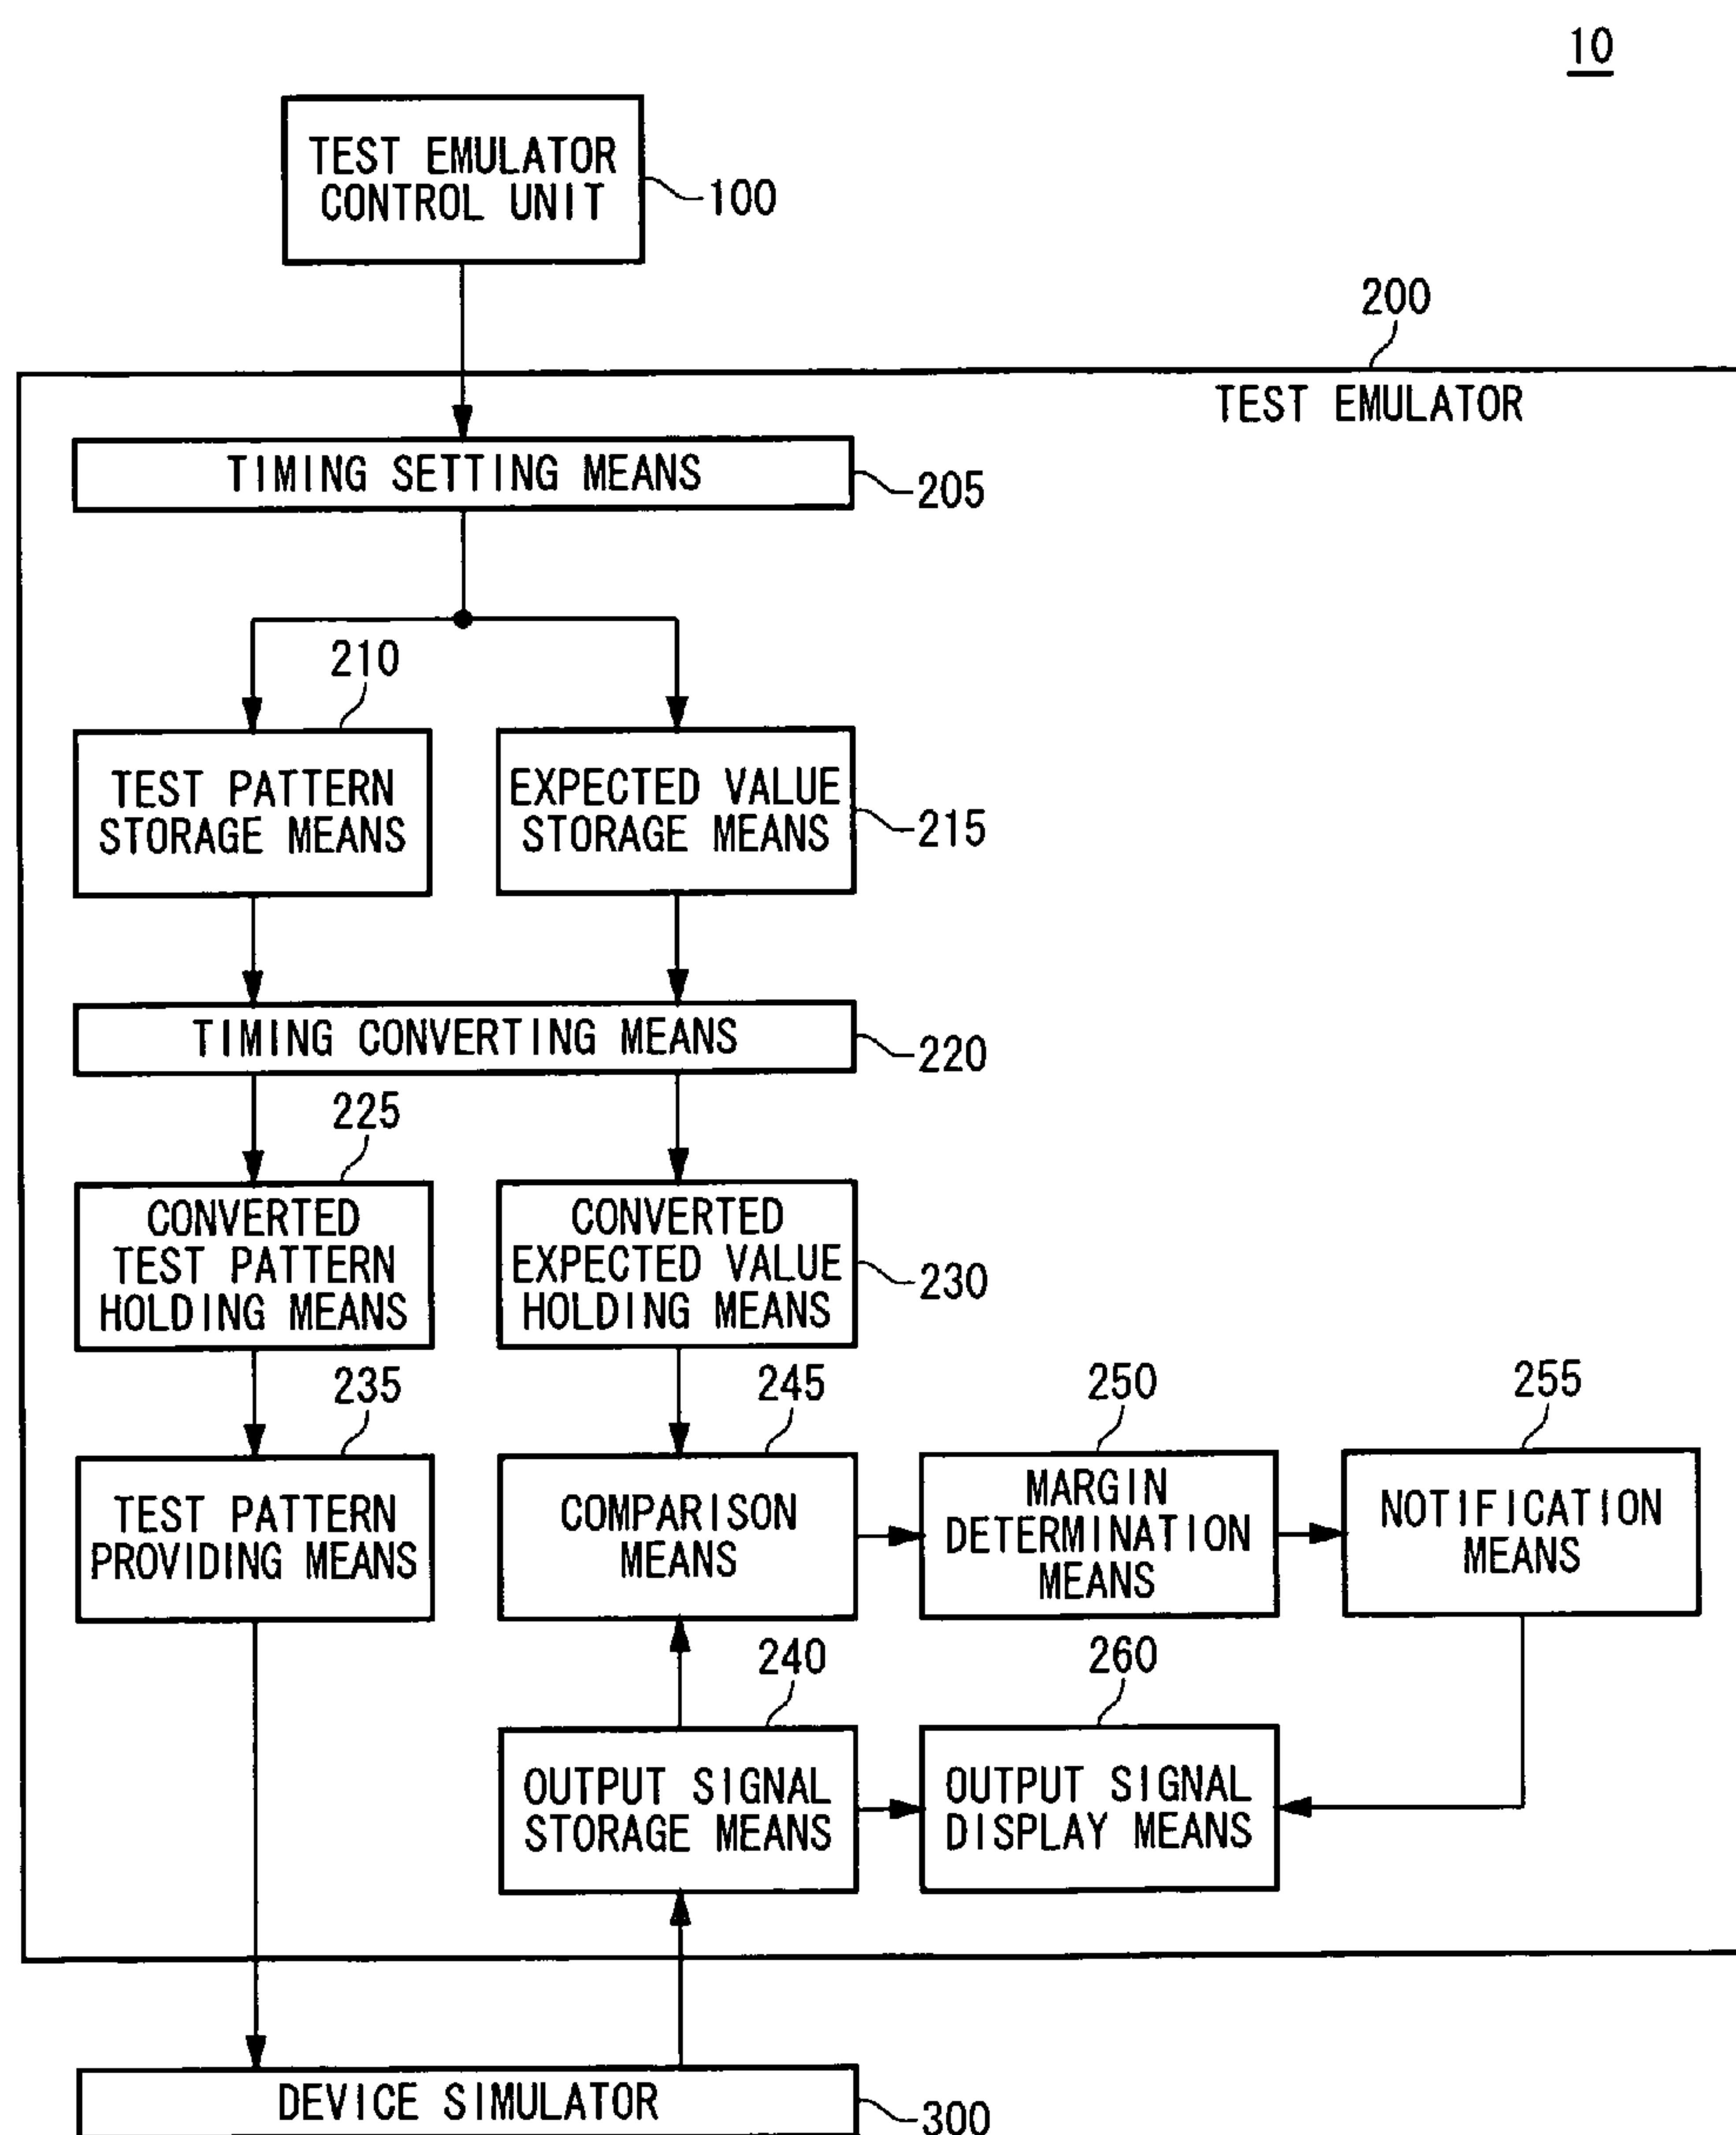 10
TEST EMULATOR
CONTROL UNIT
100
200
TEST EMULATOR
TIMING SETTING MEANS
205
210
TEST PATTERN
STORAGE MEANS
EXPECTED VALUE
STORAGE MEANS
215
TIMING CONVERTING MEANS
220
225
CONVERTED
TEST PATTERN
HOLDING MEANS
CONVERTED
EXPECTED VALUE
HOLDING MEANS
230
235
TEST PATTERN
PROVIDING MEANS
245
COMPARISON
MEANS
250
MARGIN
DETERMINATION
MEANS
255
NOTIFICATION
MEANS
240
OUTPUT SIGNAL
STORAGE MEANS
260
OUTPUT SIGNAL
DISPLAY MEANS
DEVICE SIMULATOR
300